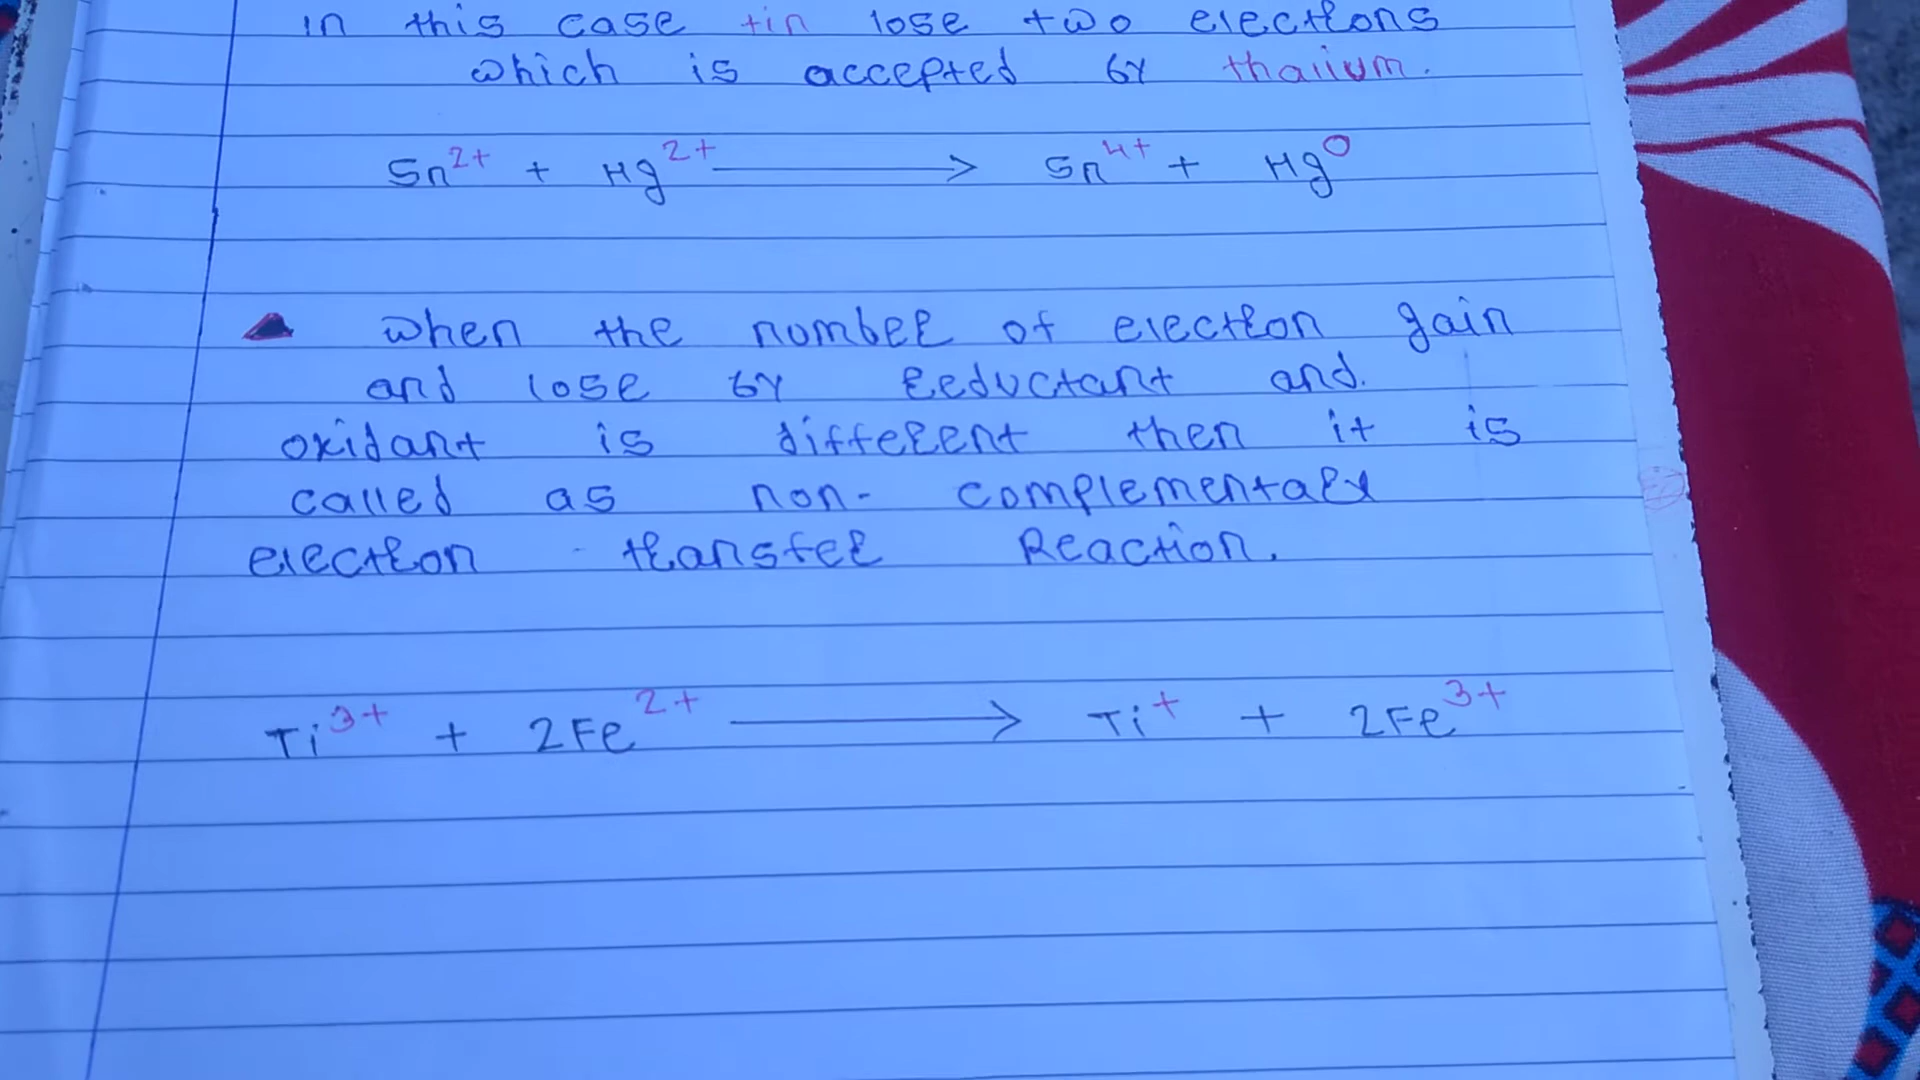 in this case tin lose two electrons
which is accepted by thallium.
Sn²⁺ + Hg²⁺ ⟶ Sn⁴⁺ + Hg⁰
when the number of electron gain
and lose by reductant and.
oxidant is different then it is
called as non- complementary
electron - transfer Reaction.
Ti³⁺ + 2Fe²⁺ ⟶ Ti⁺ + 2Fe³⁺